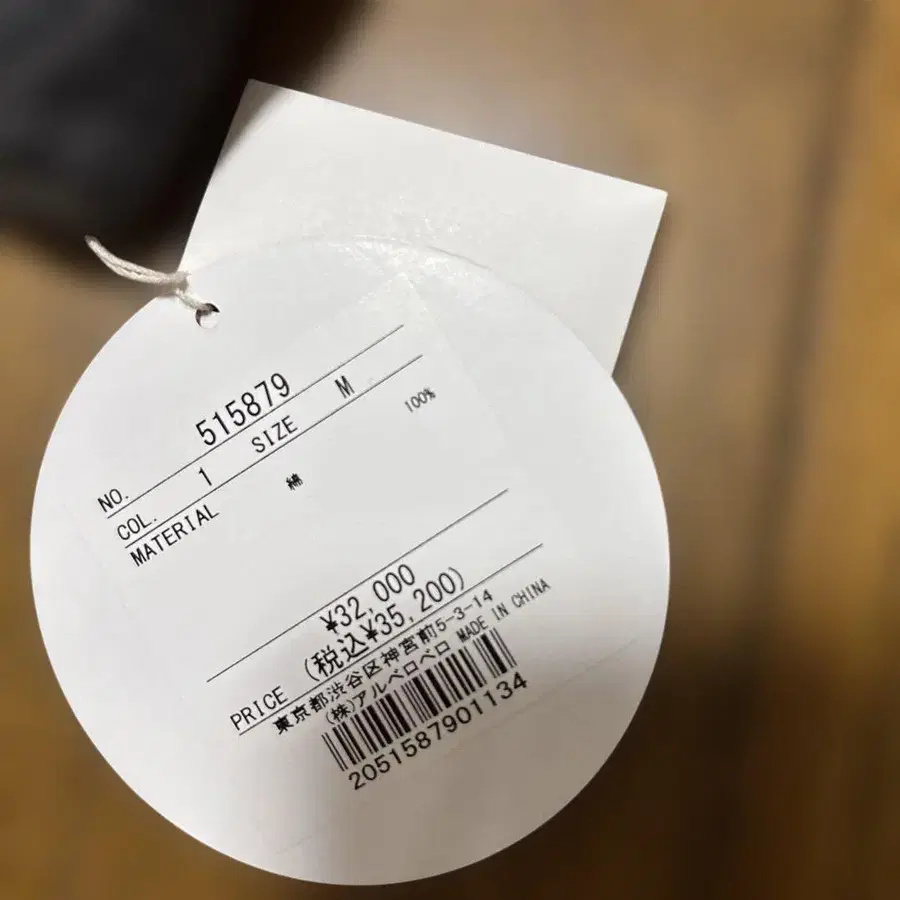 NO. 515879
COL. 1 SIZE M
MATERIAL
綿 100%
PRICE ¥32,000
(税込¥35,200)
東京都渋谷区神宮前5-3-14
(株)アルベロベロ MADE IN CHINA
2051587901134